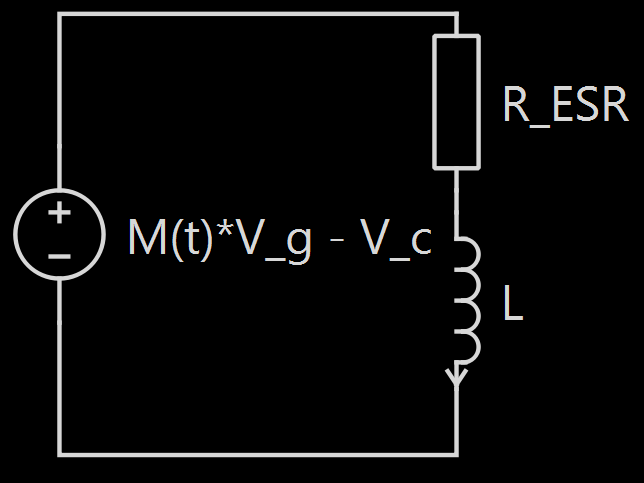 R_ESR
+
M(t)*V_g - V_c
−
L